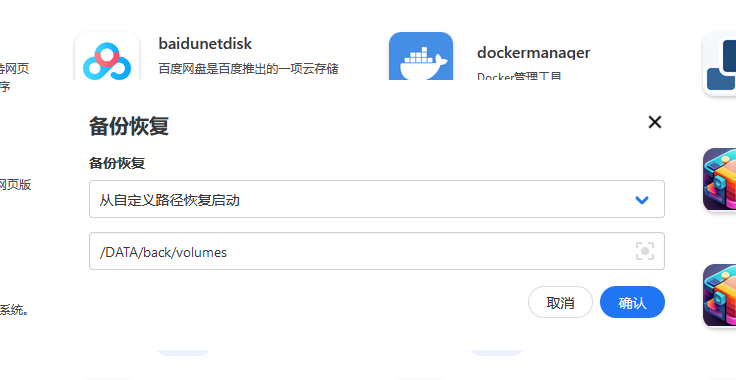 baidunetdisk
dockermanager
持网页
百度网盘是百度推出的一项云存储
序
Docker管理工具
备份恢复
备份恢复
网页版
从自定义路径恢复启动
/DATA/back/volumes
取消
确认
系统。